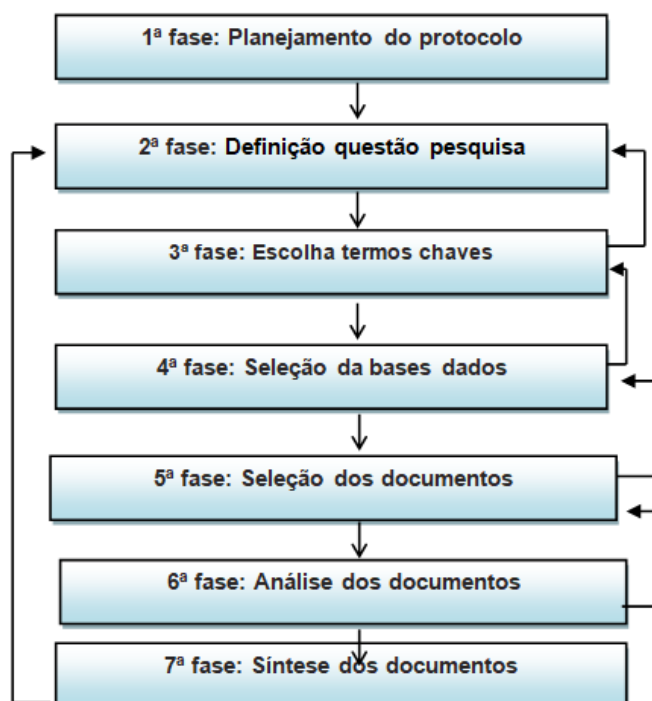 1ª fase: Planejamento do protocolo
2ª fase: Definição questão pesquisa
3ª fase: Escolha termos chaves
4ª fase: Seleção da bases dados
5ª fase: Seleção dos documentos
6ª fase: Análise dos documentos
7ª fase: Síntese dos documentos